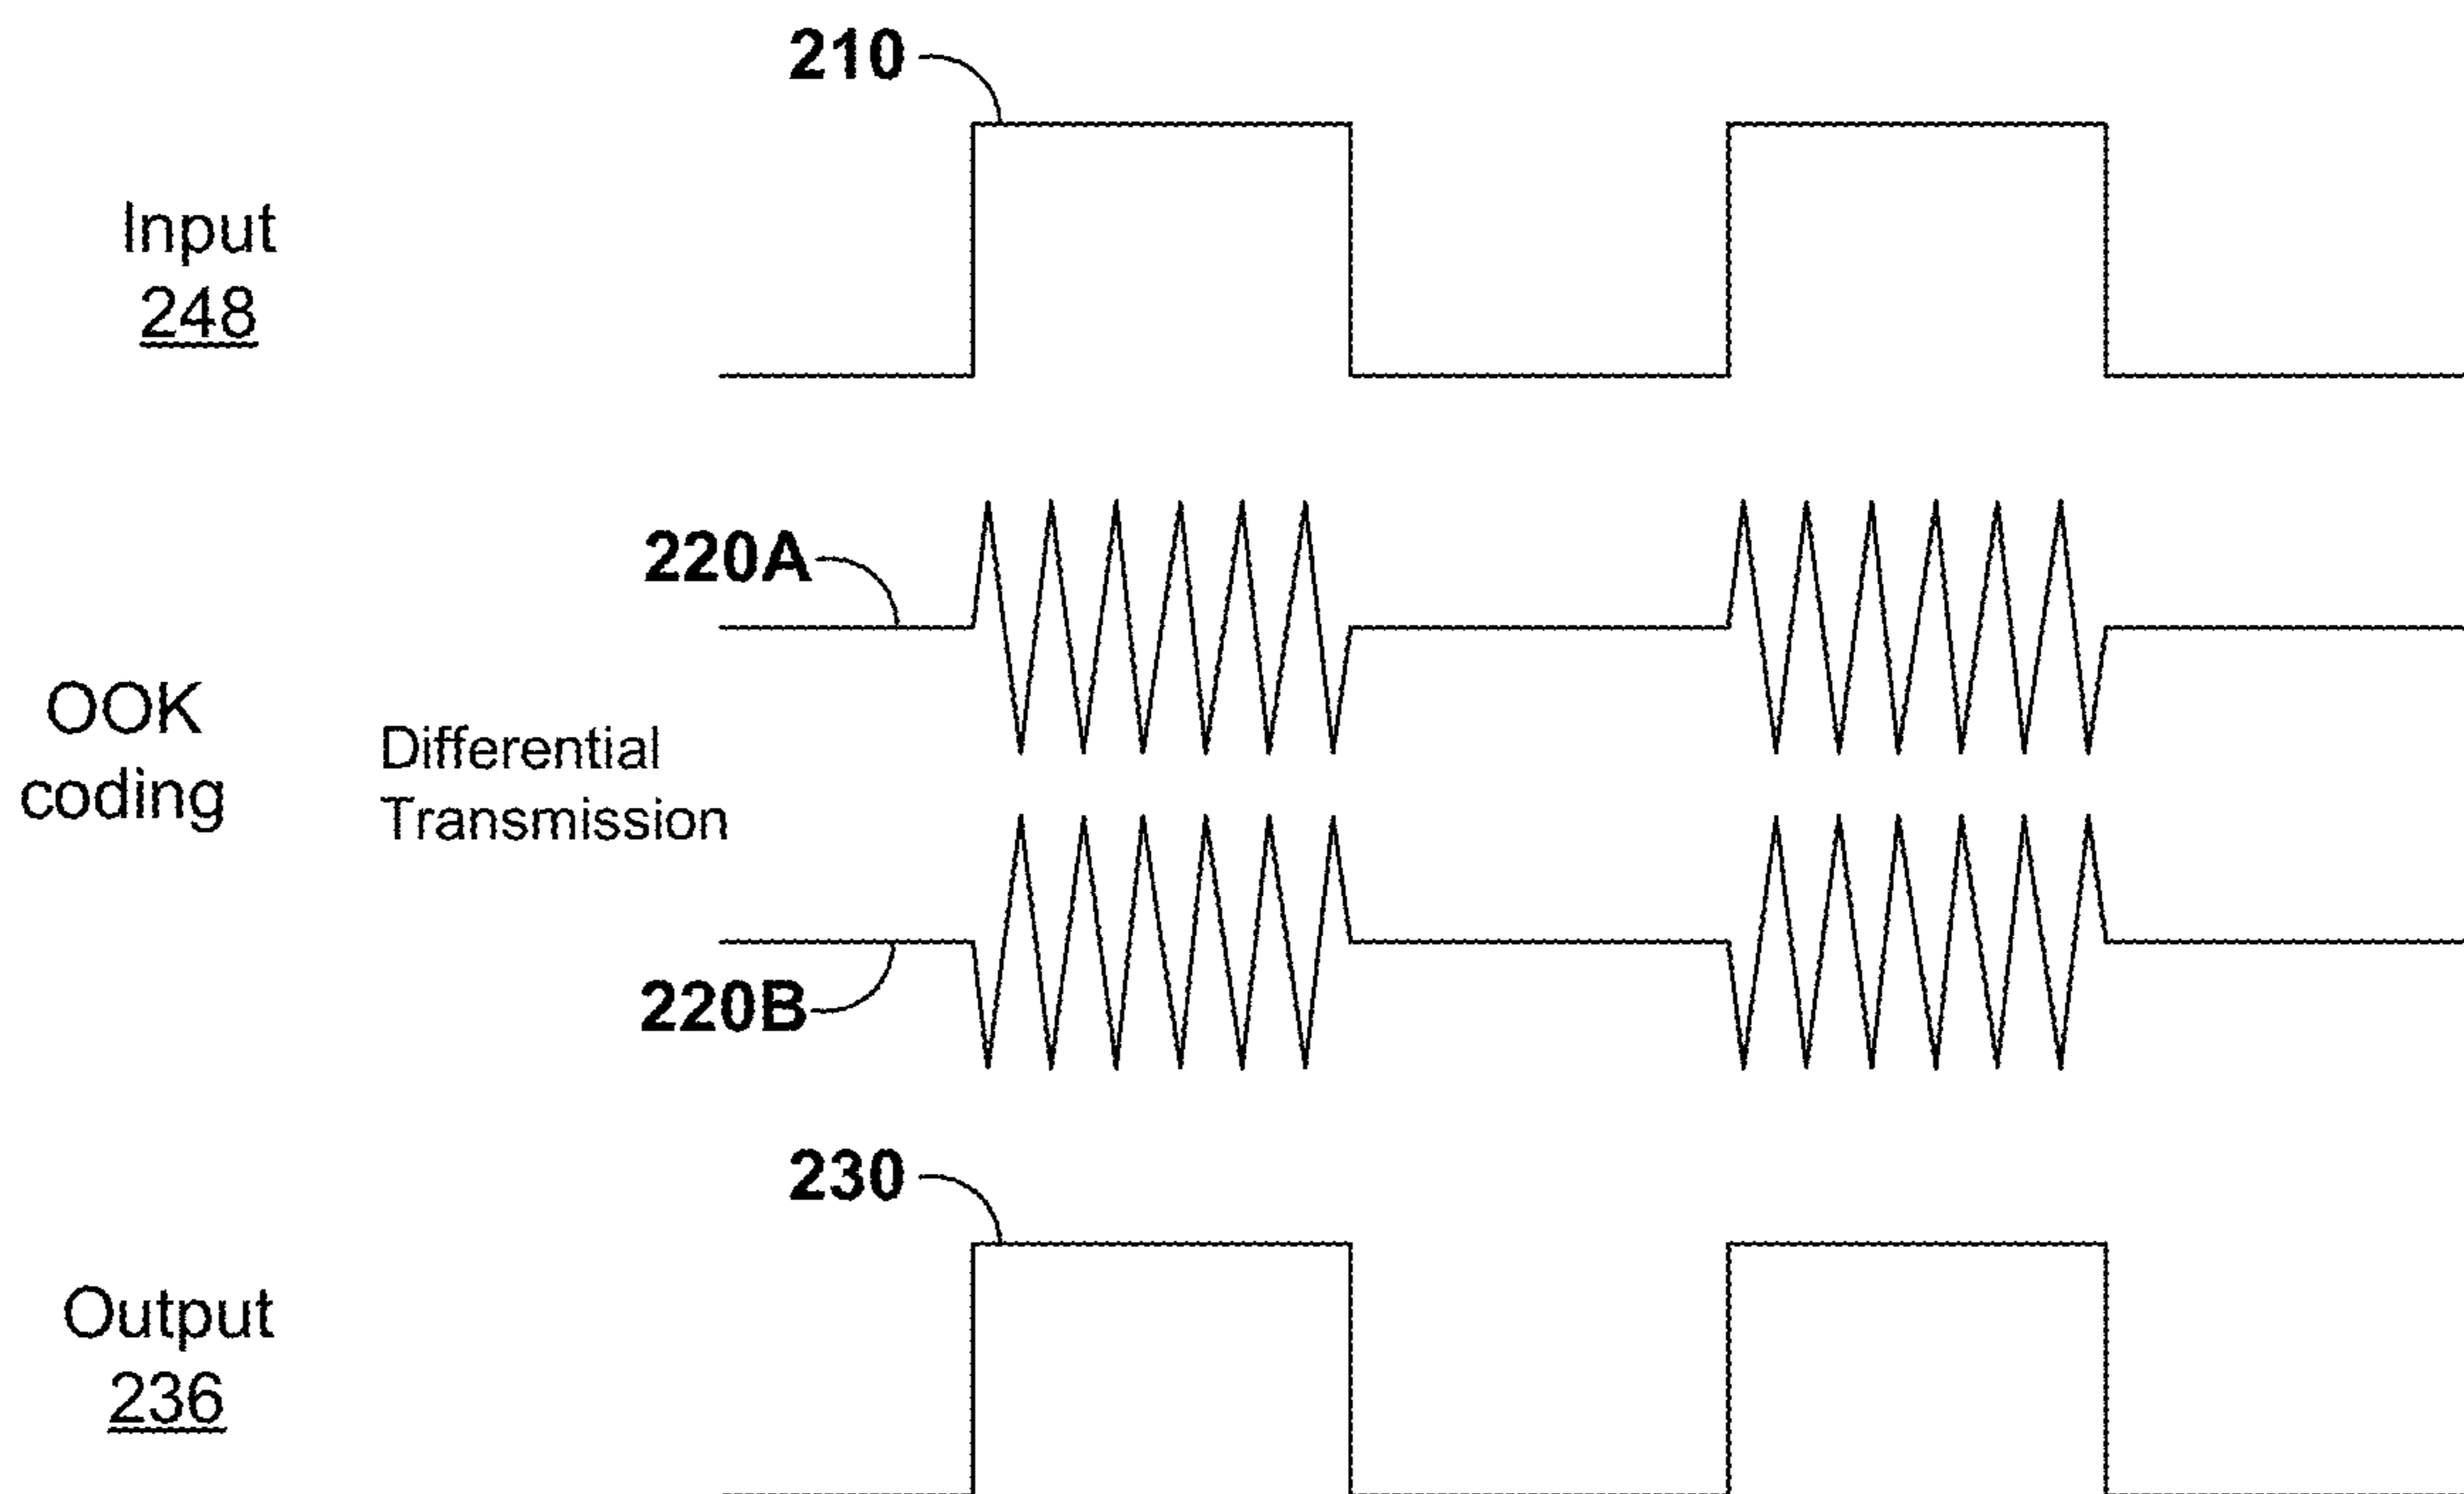 210
Input
248
220A
OOK
coding
Differential
Transmission
220B
230
Output
236